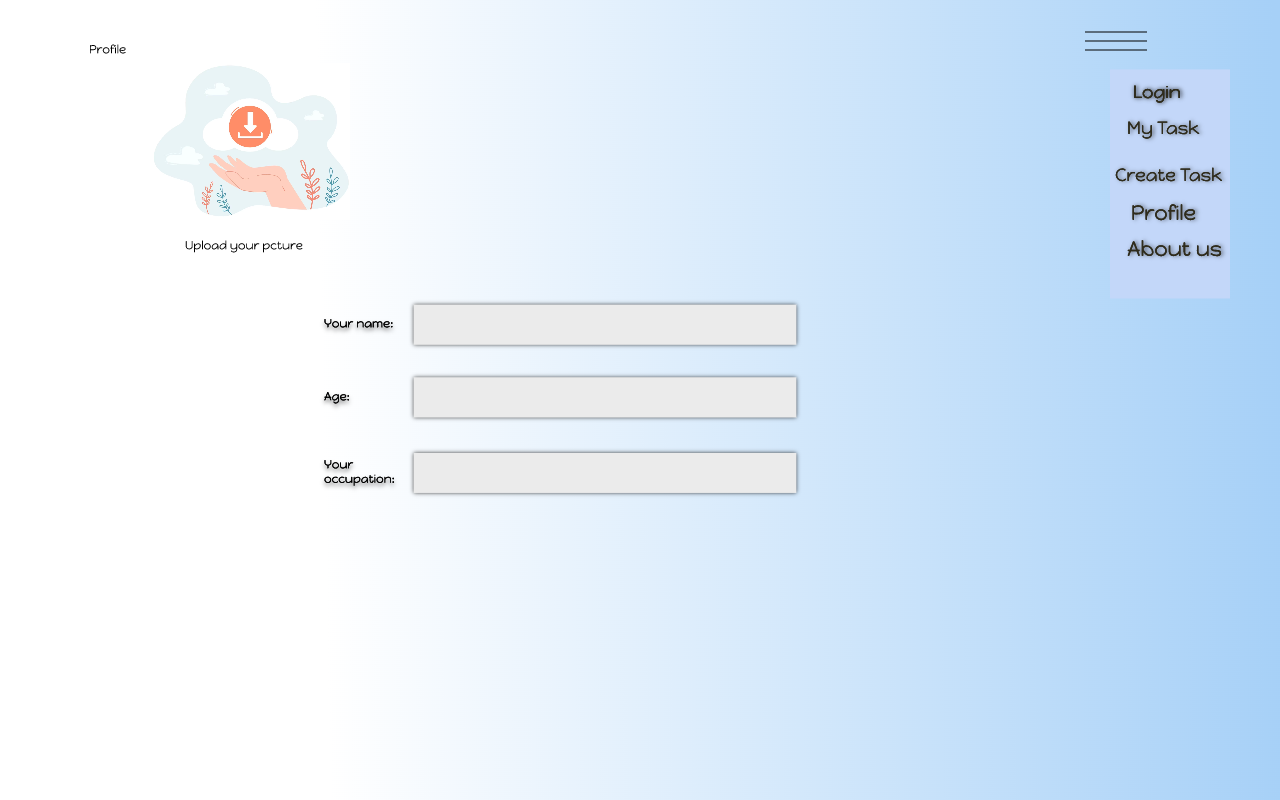 Profile
Upload your pcture
Your name:
Age:
Your
occupation:
Login
My Task
Create Task
Profile
About us